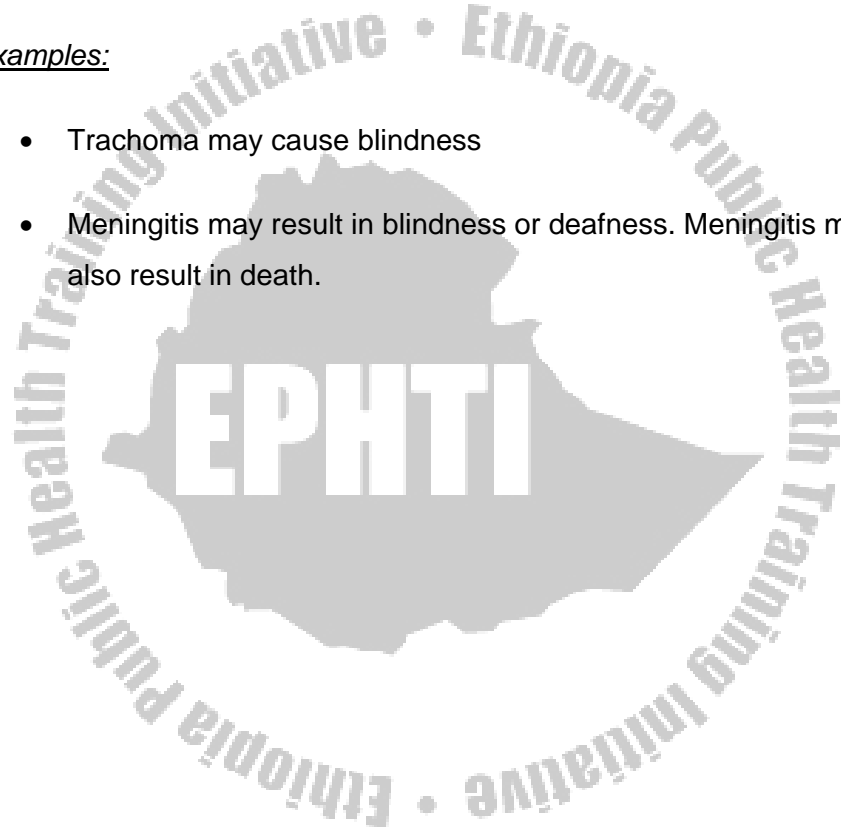 xamples:
• Trachoma may cause blindness
• Meningitis may result in blindness or deafness. Meningitis m
also result in death.
Ethiopia Public Health Training Initiative • Ethiopia Public Health Training Initiative •
EPHTI